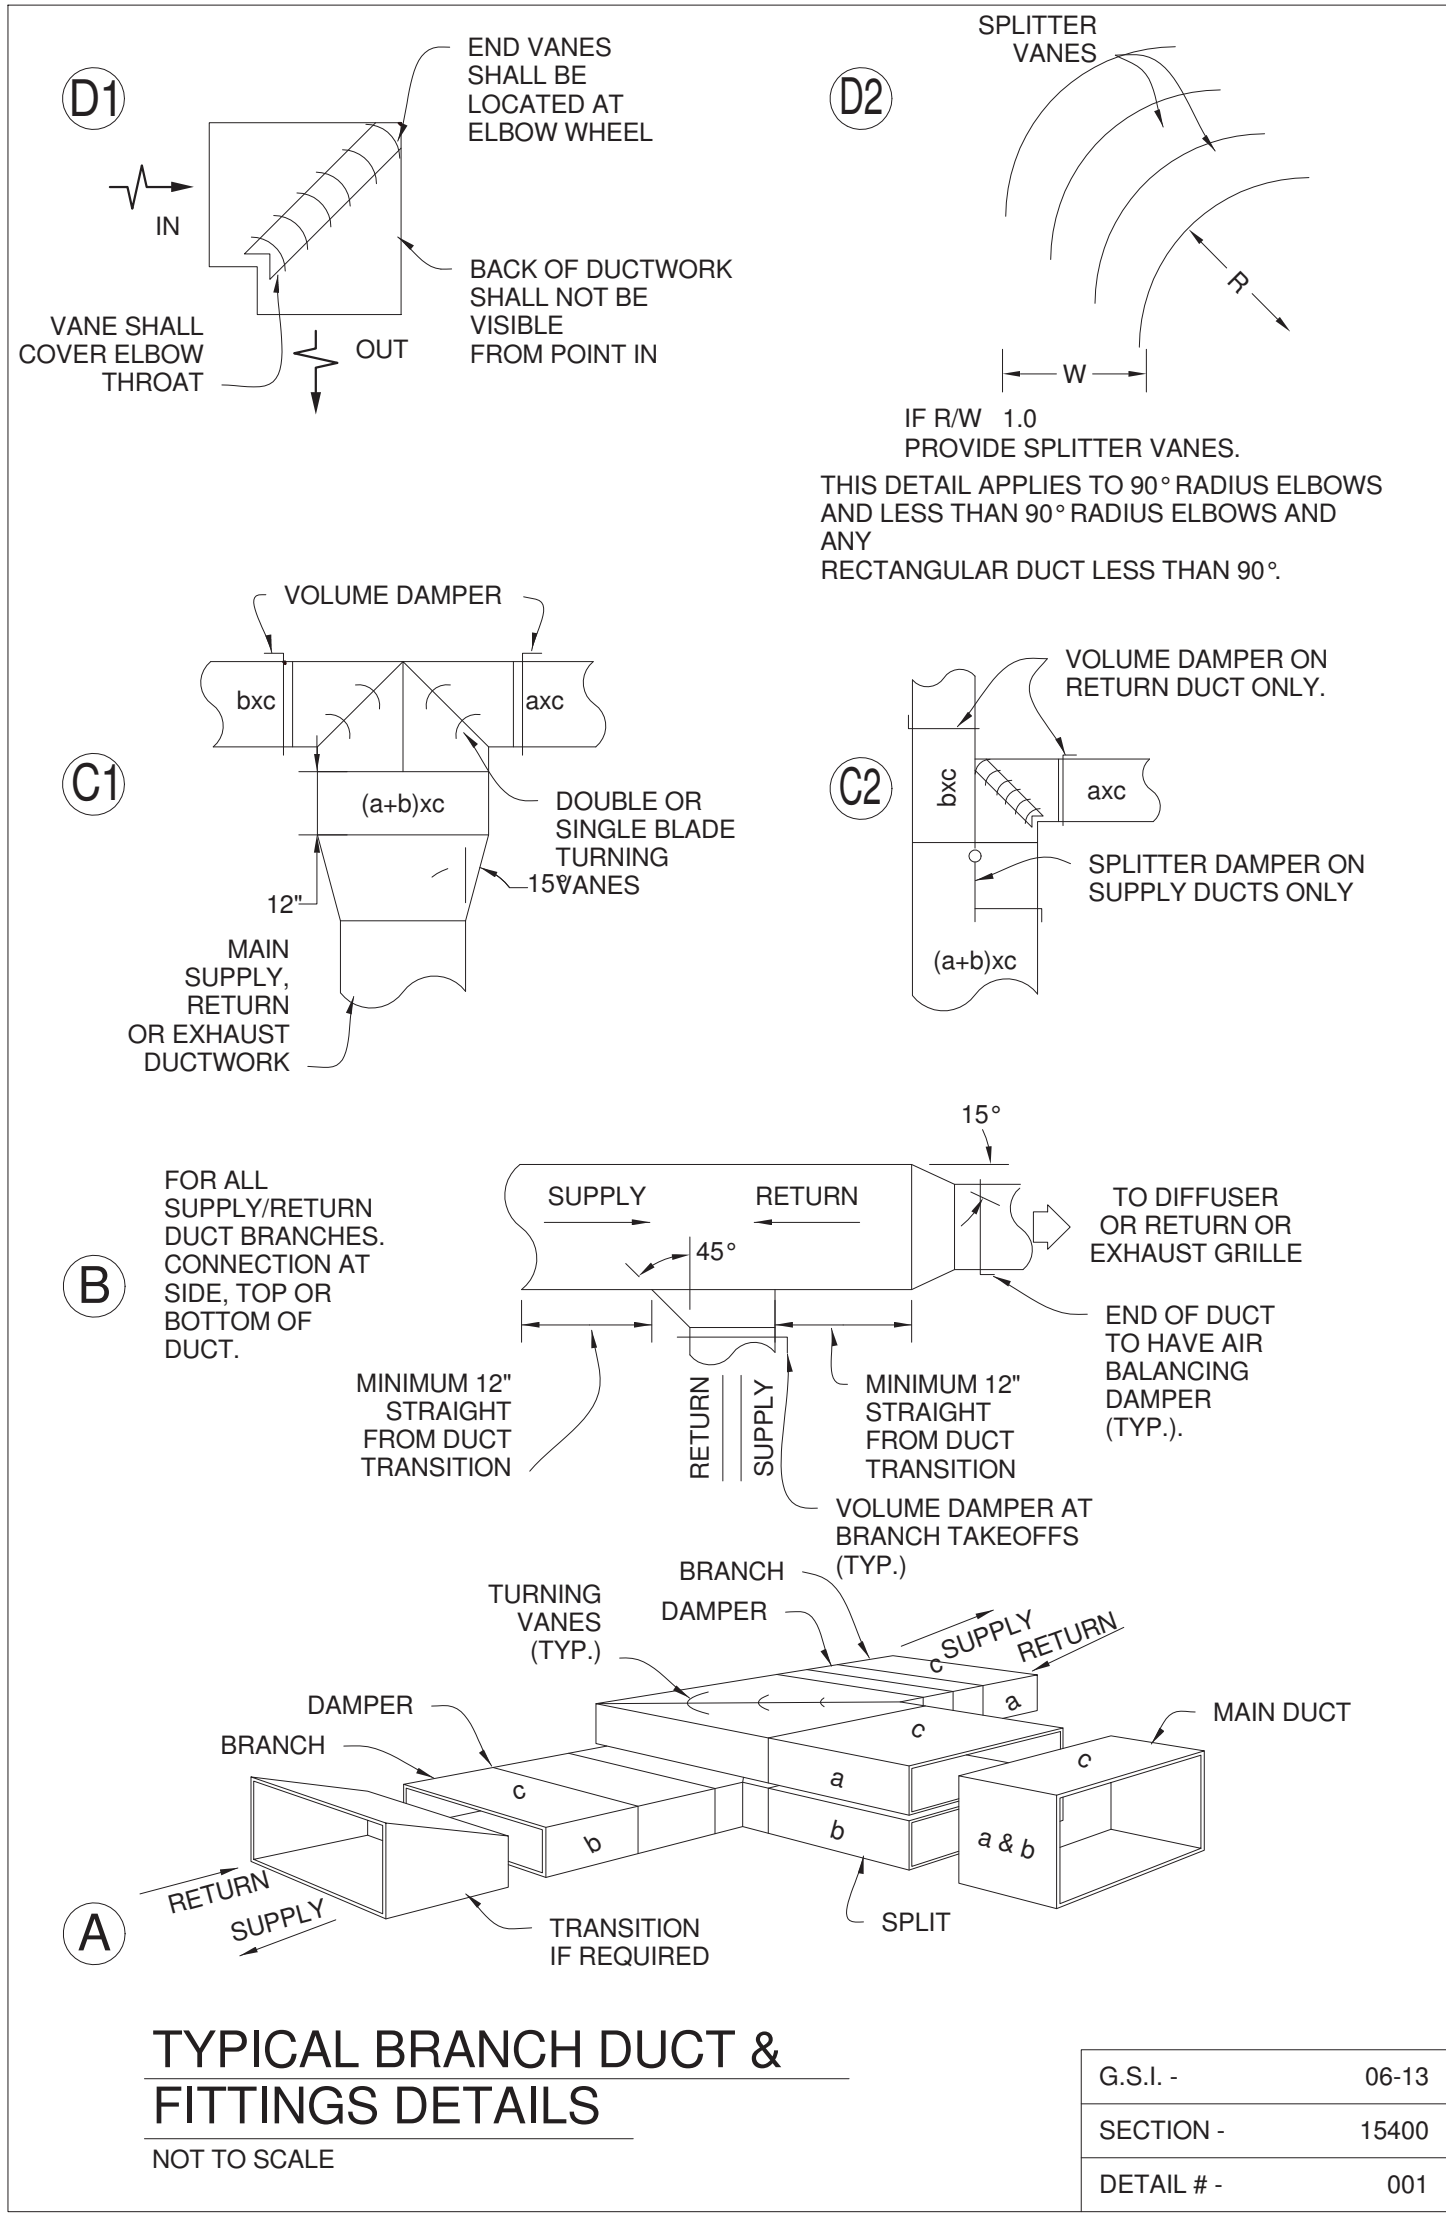 D1
END VANES
SHALL BE
LOCATED AT
ELBOW WHEEL
IN
BACK OF DUCTWORK
SHALL NOT BE
VISIBLE
FROM POINT IN
VANE SHALL
COVER ELBOW
THROAT
OUT
D2
SPLITTER
VANES
R
W
IF R/W 1.0
PROVIDE SPLITTER VANES.
THIS DETAIL APPLIES TO 90° RADIUS ELBOWS
AND LESS THAN 90° RADIUS ELBOWS AND
ANY
RECTANGULAR DUCT LESS THAN 90°.
C1
VOLUME DAMPER
bxc
axc
(a+b)xc
DOUBLE OR
SINGLE BLADE
TURNING
VANES
15°
12"
MAIN
SUPPLY,
RETURN
OR EXHAUST
DUCTWORK
C2
VOLUME DAMPER ON
RETURN DUCT ONLY.
bxc
axc
SPLITTER DAMPER ON
SUPPLY DUCTS ONLY
(a+b)xc
B
FOR ALL
SUPPLY/RETURN
DUCT BRANCHES.
CONNECTION AT
SIDE, TOP OR
BOTTOM OF
DUCT.
15°
SUPPLY
RETURN
45°
TO DIFFUSER
OR RETURN OR
EXHAUST GRILLE
END OF DUCT
TO HAVE AIR
BALANCING
DAMPER
(TYP.).
MINIMUM 12"
STRAIGHT
FROM DUCT
TRANSITION
RETURN
SUPPLY
MINIMUM 12"
STRAIGHT
FROM DUCT
TRANSITION
VOLUME DAMPER AT
BRANCH TAKEOFFS
(TYP.)
A
BRANCH
DAMPER
TURNING
VANES
(TYP.)
SUPPLY
RETURN
c
a
DAMPER
BRANCH
c
b
c
a
b
MAIN DUCT
c
a & b
RETURN
SUPPLY
TRANSITION
IF REQUIRED
SPLIT
TYPICAL BRANCH DUCT &
FITTINGS DETAILS
NOT TO SCALE
G.S.I. - 06-13
SECTION - 15400
DETAIL # - 001